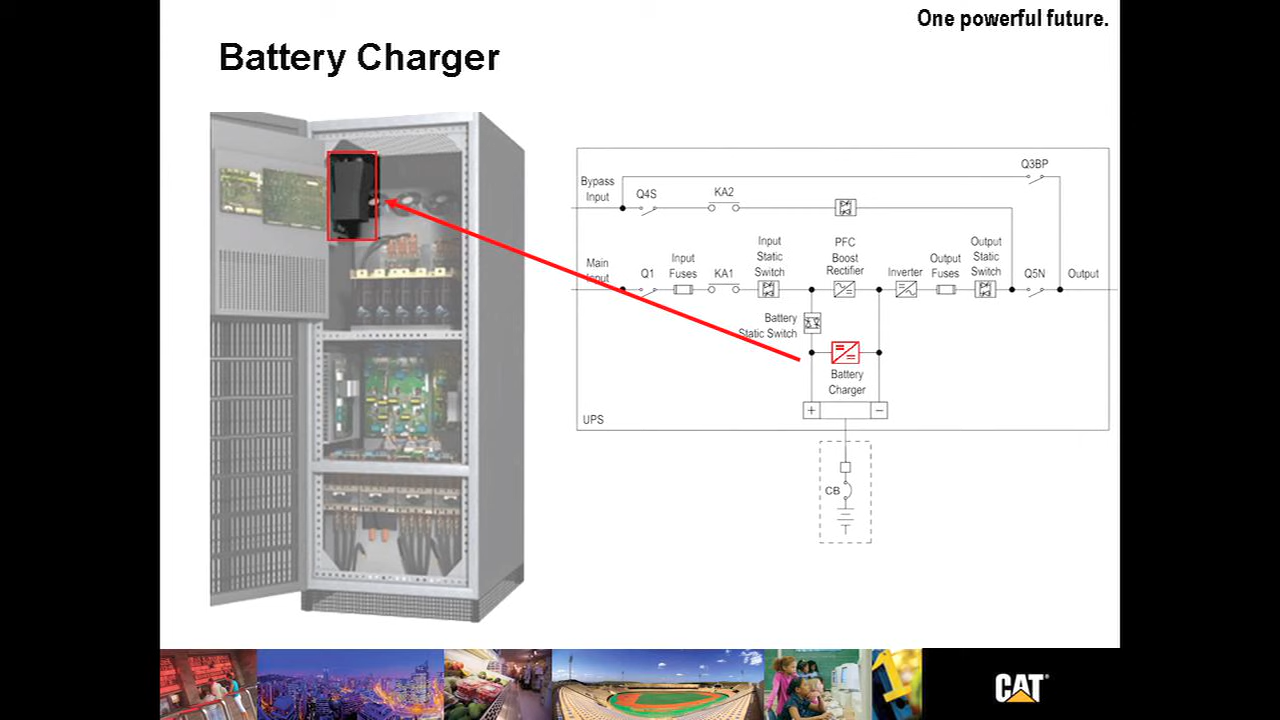 One powerful future.
Battery Charger
Q3BP
Bypass
Input
Q4S
KA2
Main
Input
Q1
Input
Fuses
KA1
Input
Static
Switch
PFC
Boost
Rectifier
Inverter
Output
Fuses
Output
Static
Switch
Q5N
Output
Battery
Static Switch
Battery
Charger
+
−
UPS
CB
1
CAT